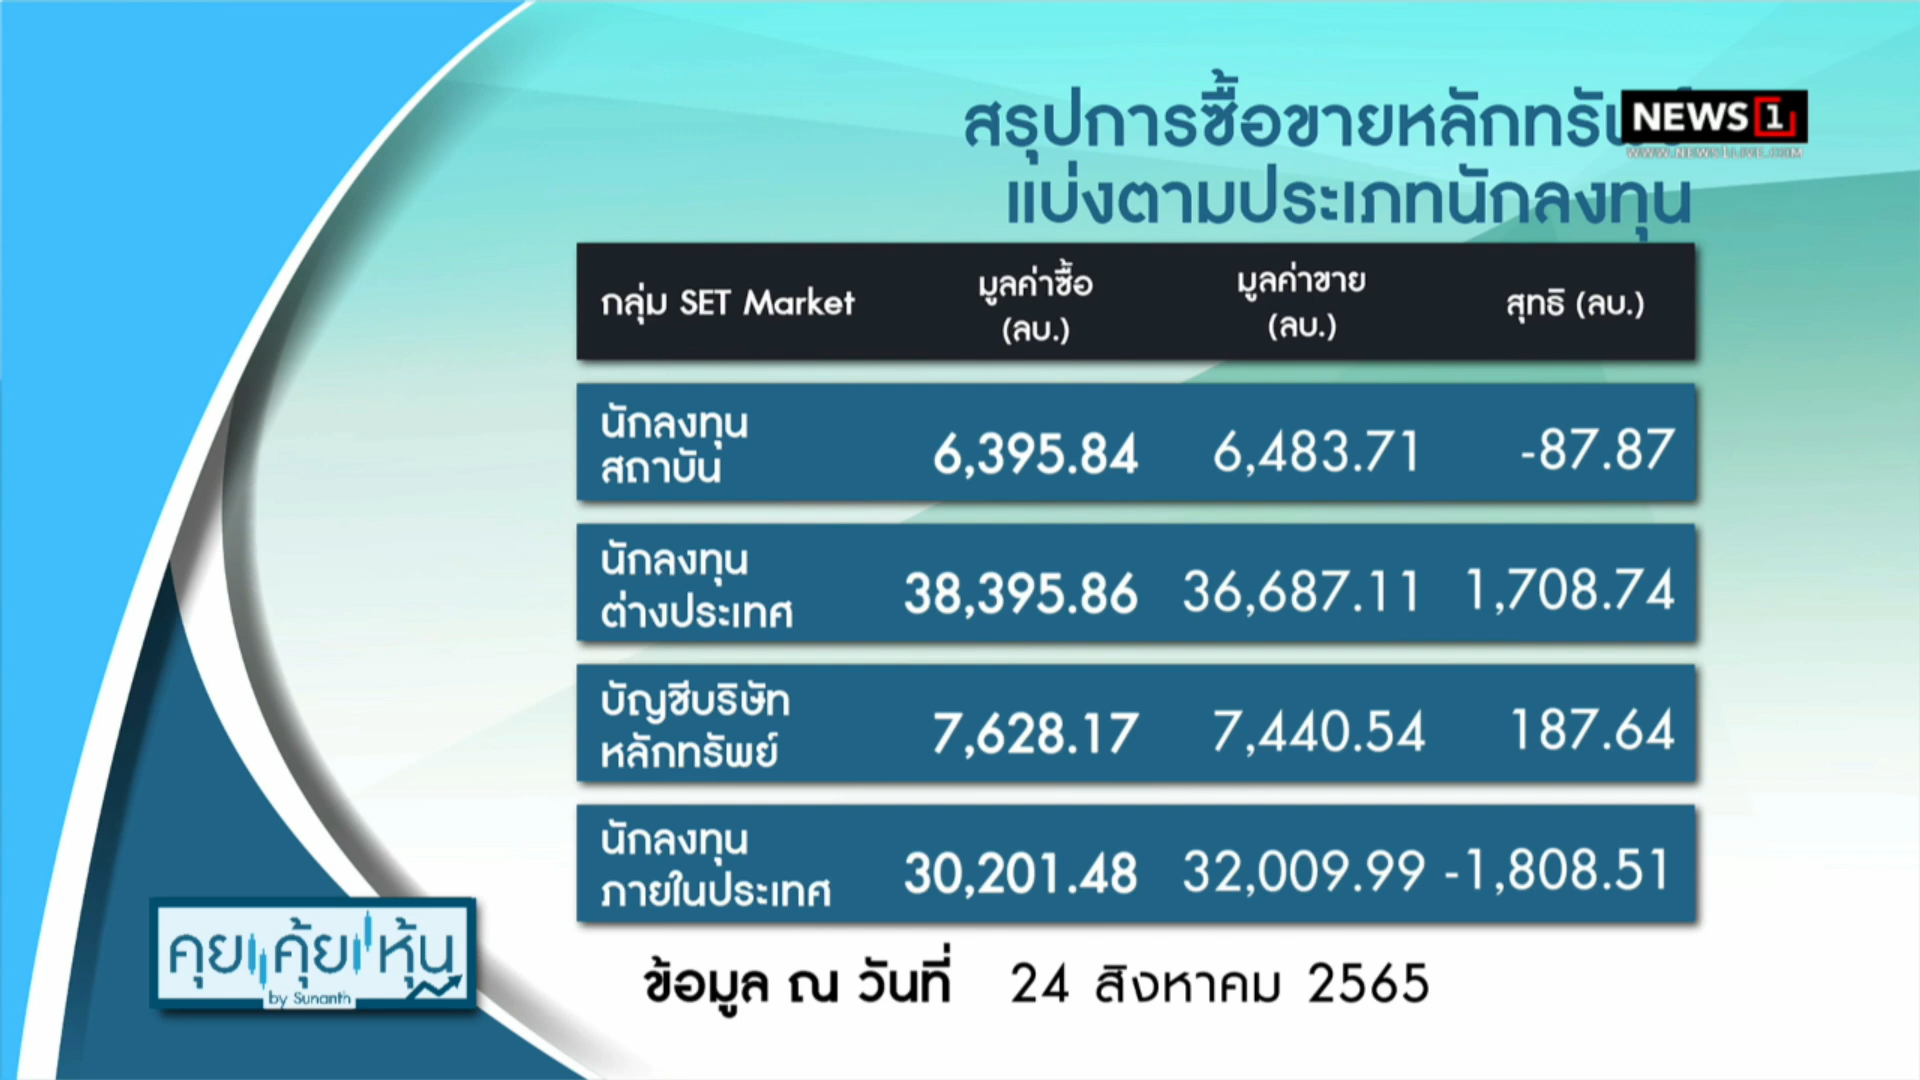 สรุปการซื้อขาย
NEWS 1
WWW.NEWS1LIVE.COM
แบ่งตามประเภทนักลงทุน
กลุ่ม SET Market มูลค่าซื้อ (ลบ.) มูลค่าขาย (ลบ.) สุทธิ (ลบ.)
นักลงทุน
สถาบัน
6,395.84 6,483.71 -87.87
นักลงทุน
ต่างประเทศ
38,395.86 36,687.11 1,708.74
บัญชีบริษัท
หลักทรัพย์
7,628.17 7,440.54 187.64
นักลงทุน
ภายในประเทศ
30,201.48 32,009.99 -1,808.51
ข้อมูล ณ วันที่ 24 สิงหาคม 2565
คุย คุ้ย หุ้น
by Sunanth